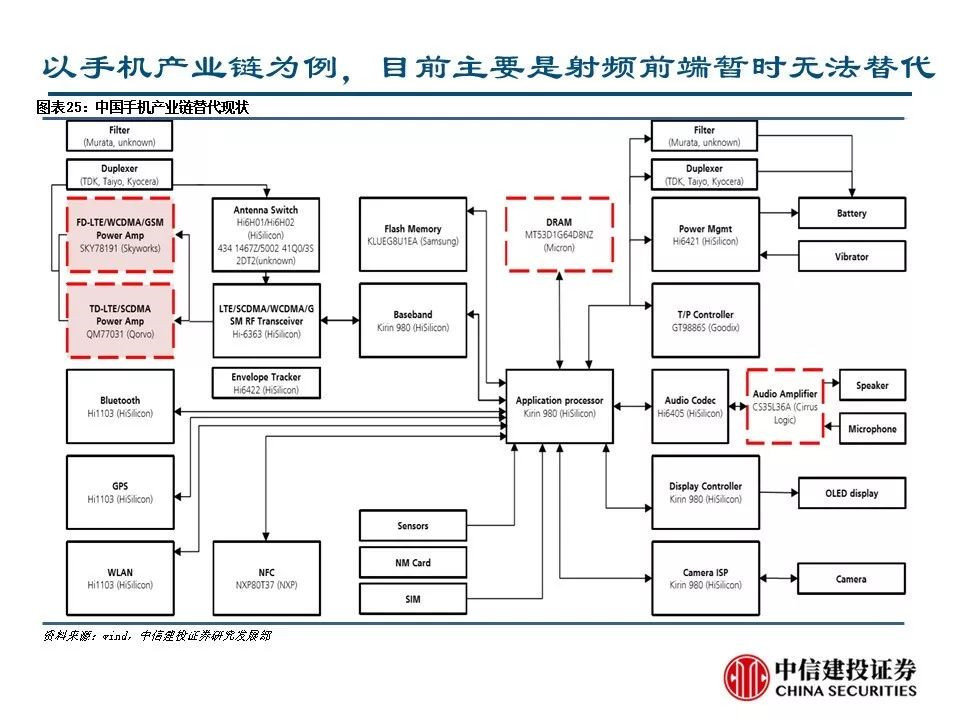 以手机产业链为例，目前主要是射频前端暂时无法替代
图表25：中国手机产业链替代现状
Filter
(Murata, unknown)
Duplexer
(TDK, Taiyo, Kyocera)
FD-LTE/WCDMA/GSM
Power Amp
SKY78191 (Skyworks)
TD-LTE/SCDMA
Power Amp
QM77031 (Qorvo)
Bluetooth
Hi1103 (HiSilicon)
GPS
Hi1103 (HiSilicon)
WLAN
Hi1103 (HiSilicon)
Antenna Switch
Hi6H01/Hi6H02
(HiSilicon)
434 1467Z/5002 41Q0/3S
2DT2(unknown)
LTE/SCDMA/WCDMA/G
SM RF Transceiver
Hi-6363 (HiSilicon)
Envelope Tracker
Hi6422 (HiSilicon)
NFC
NXP80T37 (NXP)
Flash Memory
KLUEG8U1EA (Samsung)
Baseband
Kirin 980 (HiSilicon)
Sensors
NM Card
SIM
DRAM
MT53D1G64D8NZ
(Micron)
Application processor
Kirin 980 (HiSilicon)
Filter
(Murata, unknown)
Duplexer
(TDK, Taiyo, Kyocera)
Power Mgmt
Hi6421 (HiSilicon)
T/P Controller
GT9886S (Goodix)
Audio Codec
Hi6405 (HiSilicon)
Display Controller
Kirin 980 (HiSilicon)
Camera ISP
Kirin 980 (HiSilicon)
Audio Amplifier
CS35L36A (Cirrus
Logic)
Battery
Vibrator
Speaker
Microphone
OLED display
Camera
资料来源：wind，中信建投证券研究发展部
中信建投证券
CHINA SECURITIES